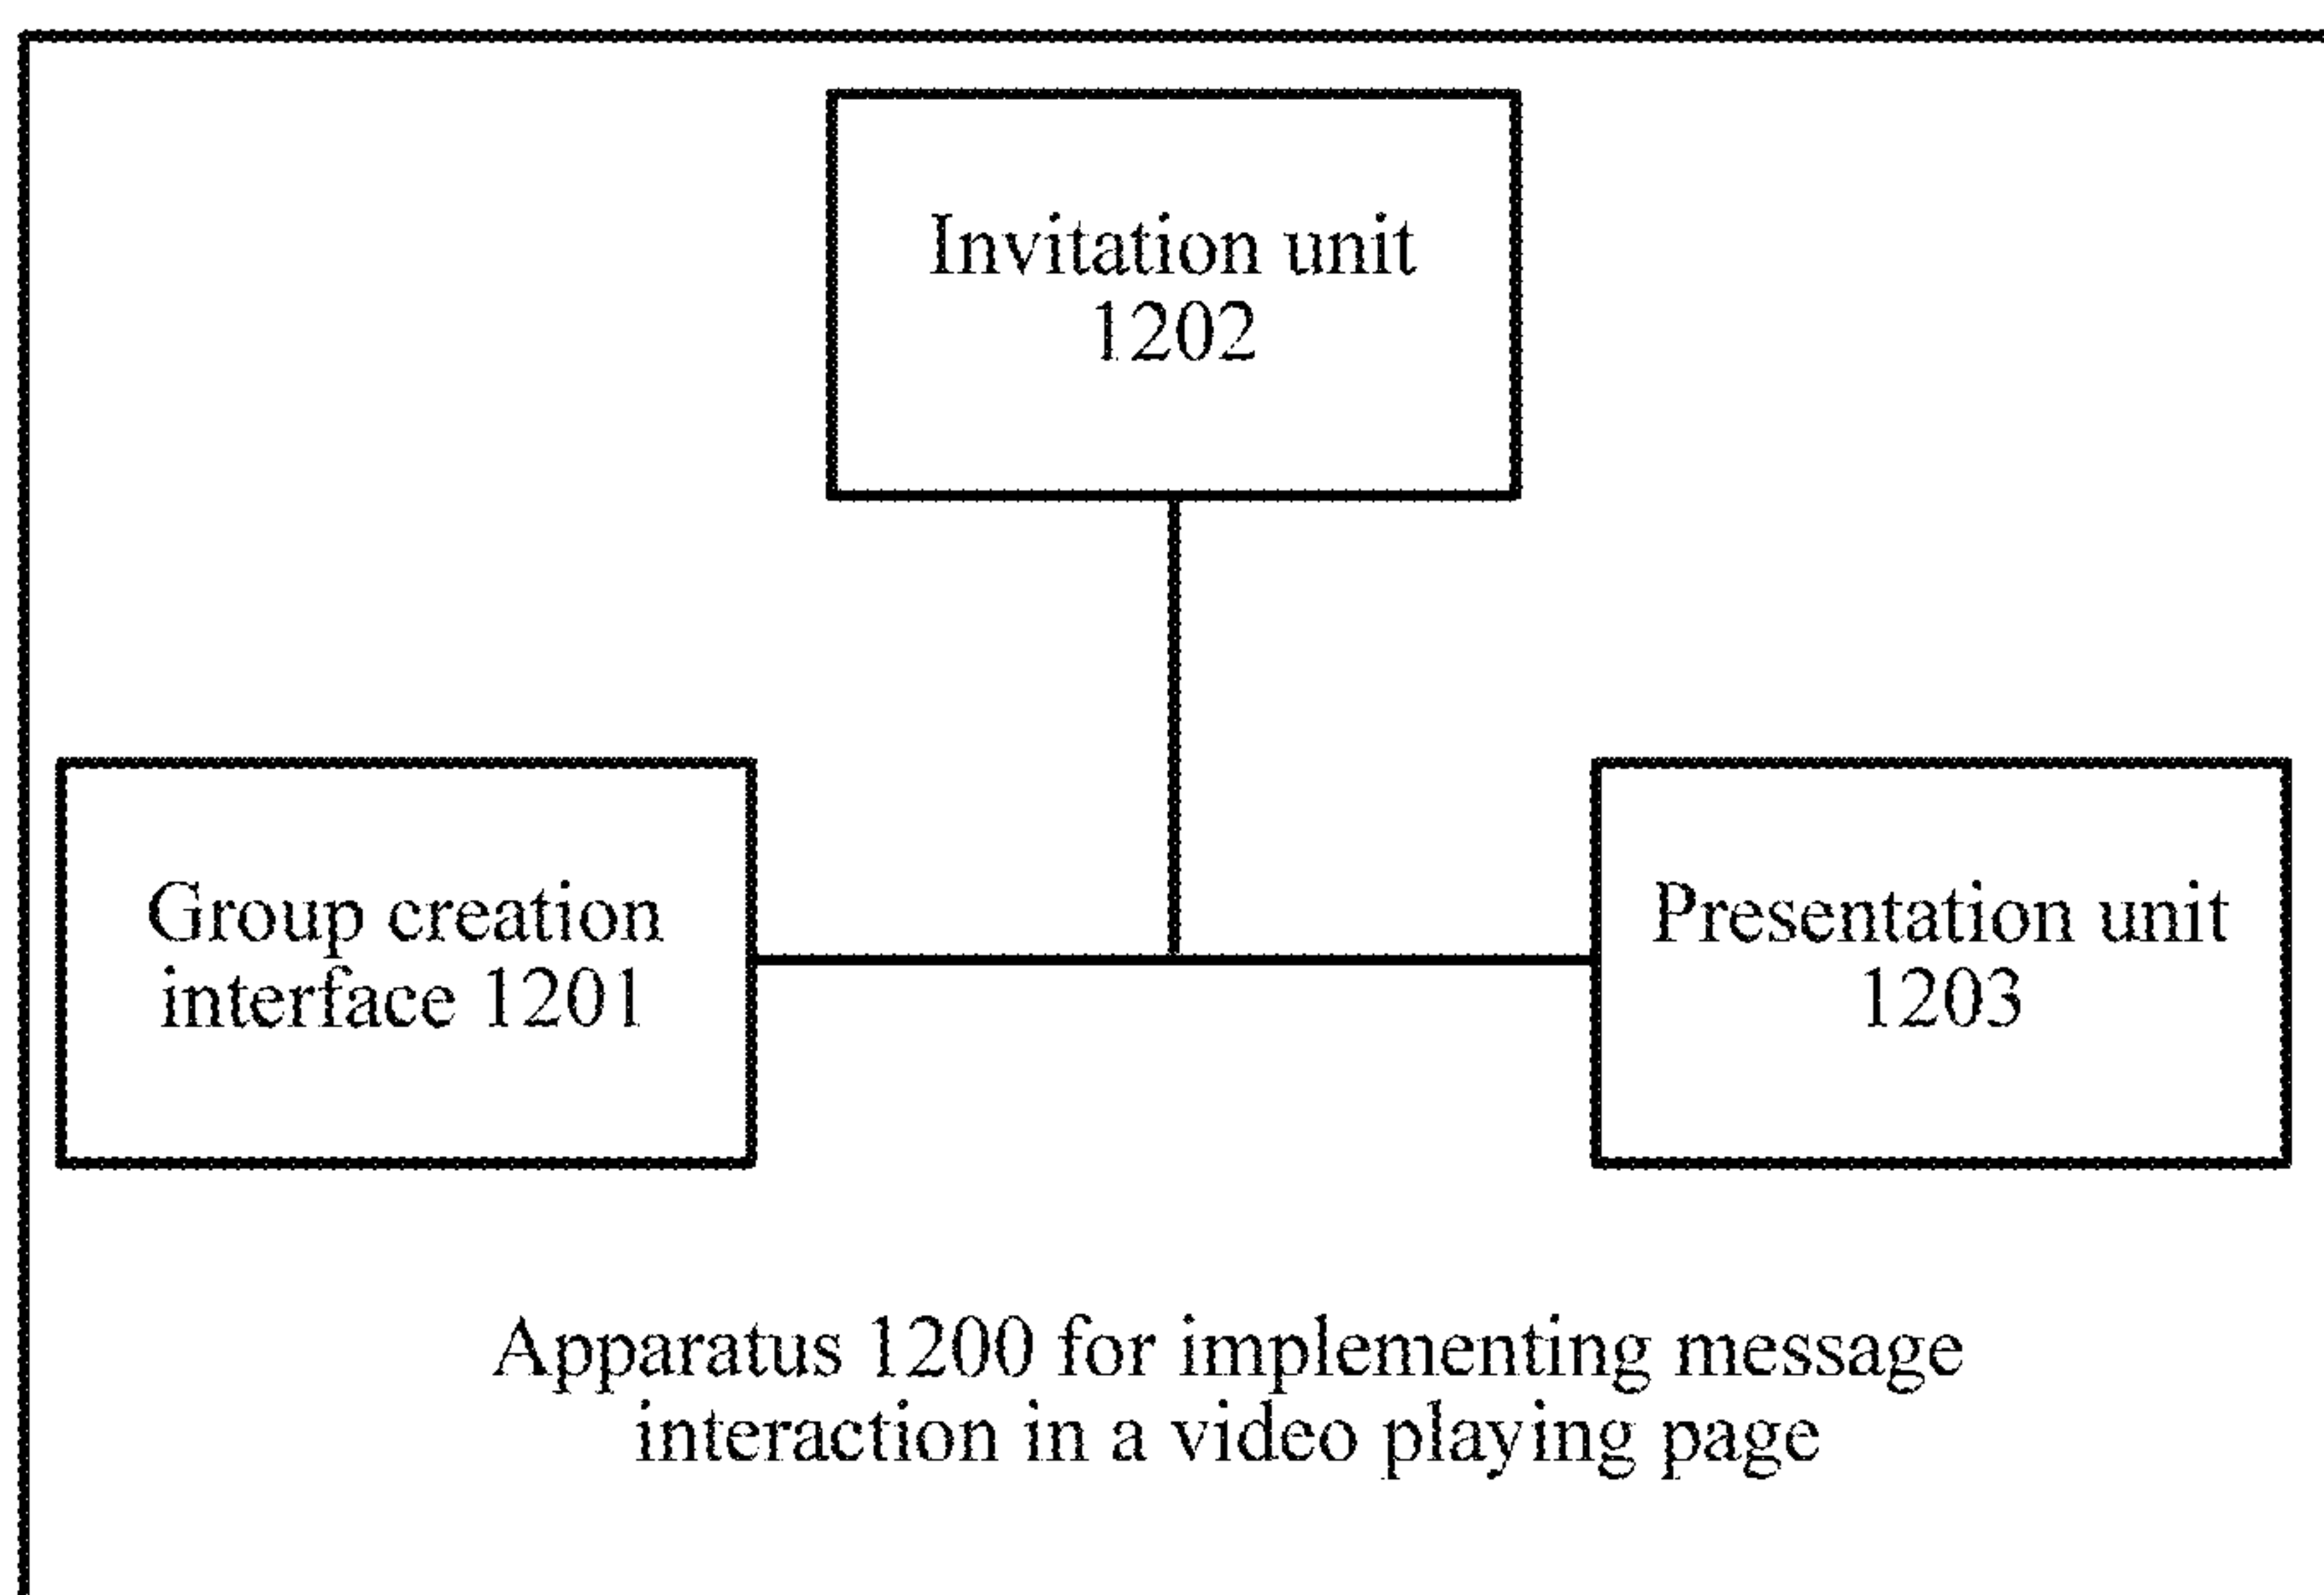 Invitation unit
1202
Group creation
interface 1201
Presentation unit
1203
Apparatus 1200 for implementing message
interaction in a video playing page